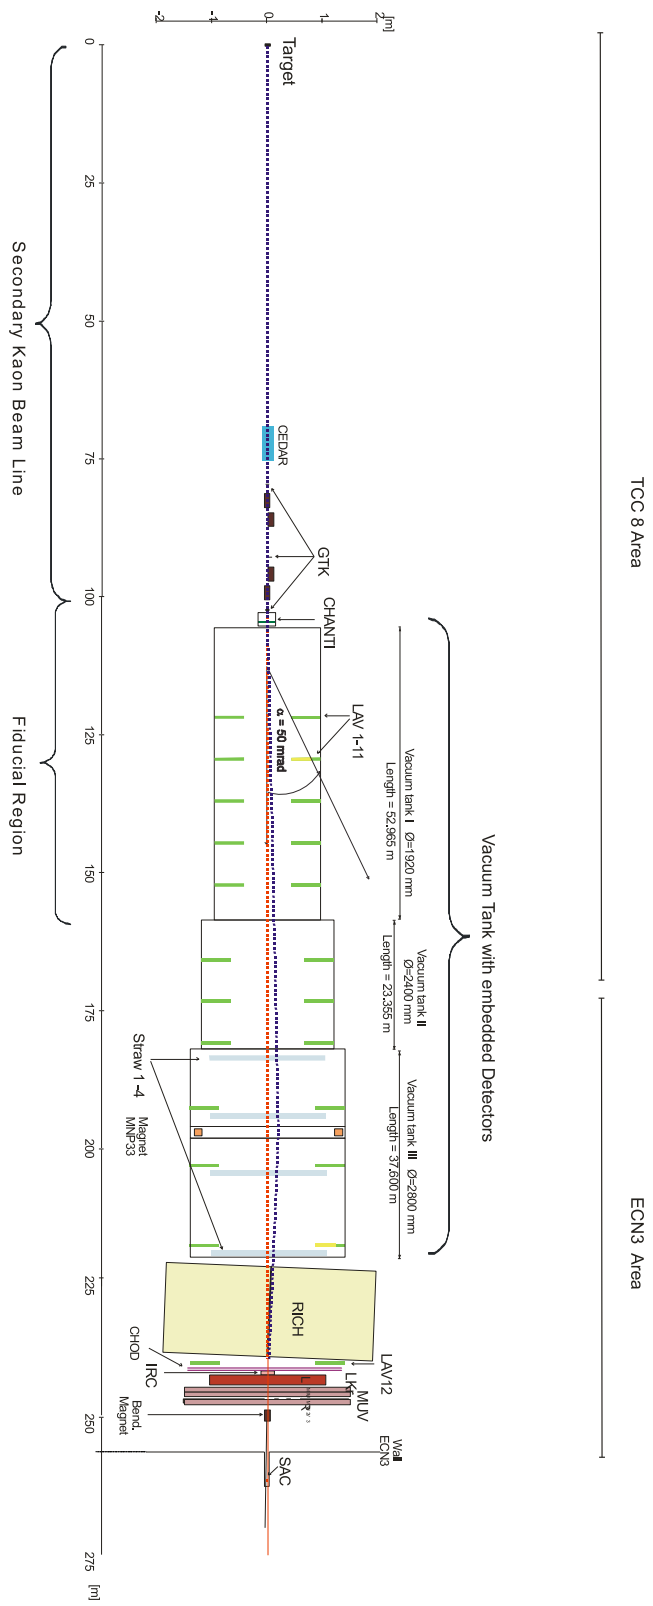 TCC 8 Area
ECN3 Area
Vacuum Tank with embedded Detectors
Vacuum tank I Ø=1920 mm
Length = 52.965 m
Vacuum tank II
Ø=2400 mm
Length = 23.355 m
Vacuum tank III Ø=2800 mm
Length = 37.600 m
Target
CEDAR
GTK
CHANTI
LAV 1-11
α = 50 mrad
RICH
LAV12
MUV
Wall
ECN3
SAC
Straw 1-4
Magnet
MNP33
CHOD
IRC
Bend.
Magnet
2 [m]
1
0
-1
-2
0
25
50
75
100
125
150
175
200
225
250
275
[m]
Secondary Kaon Beam Line
Fiducial Region